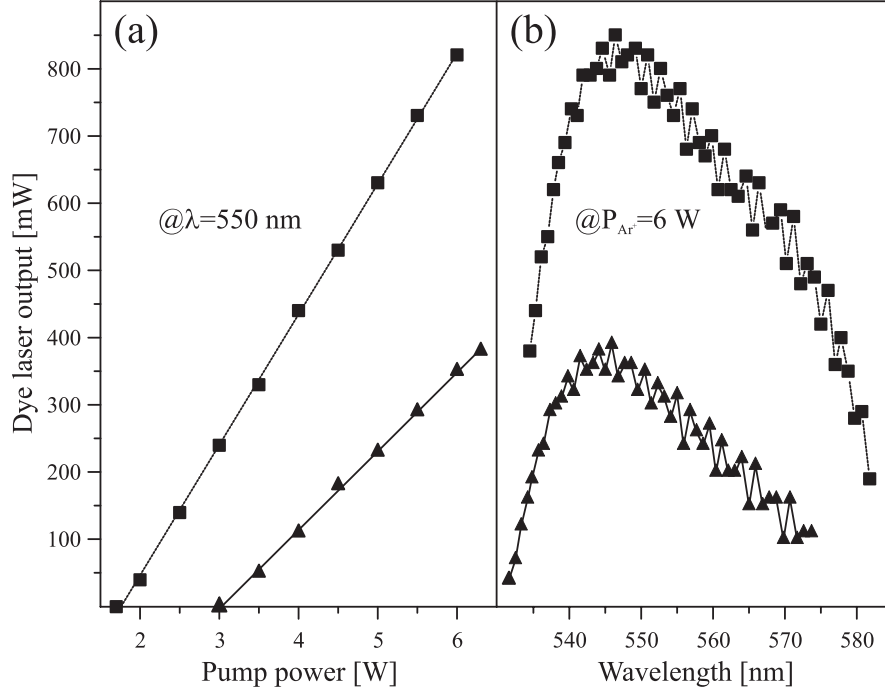 (a)
(b)
Dye laser output [mW]
800
700
600
500
400
300
200
100
@λ=550 nm
@P_Ar⁺=6 W
2 3 4 5 6
540 550 560 570 580
Pump power [W]
Wavelength [nm]